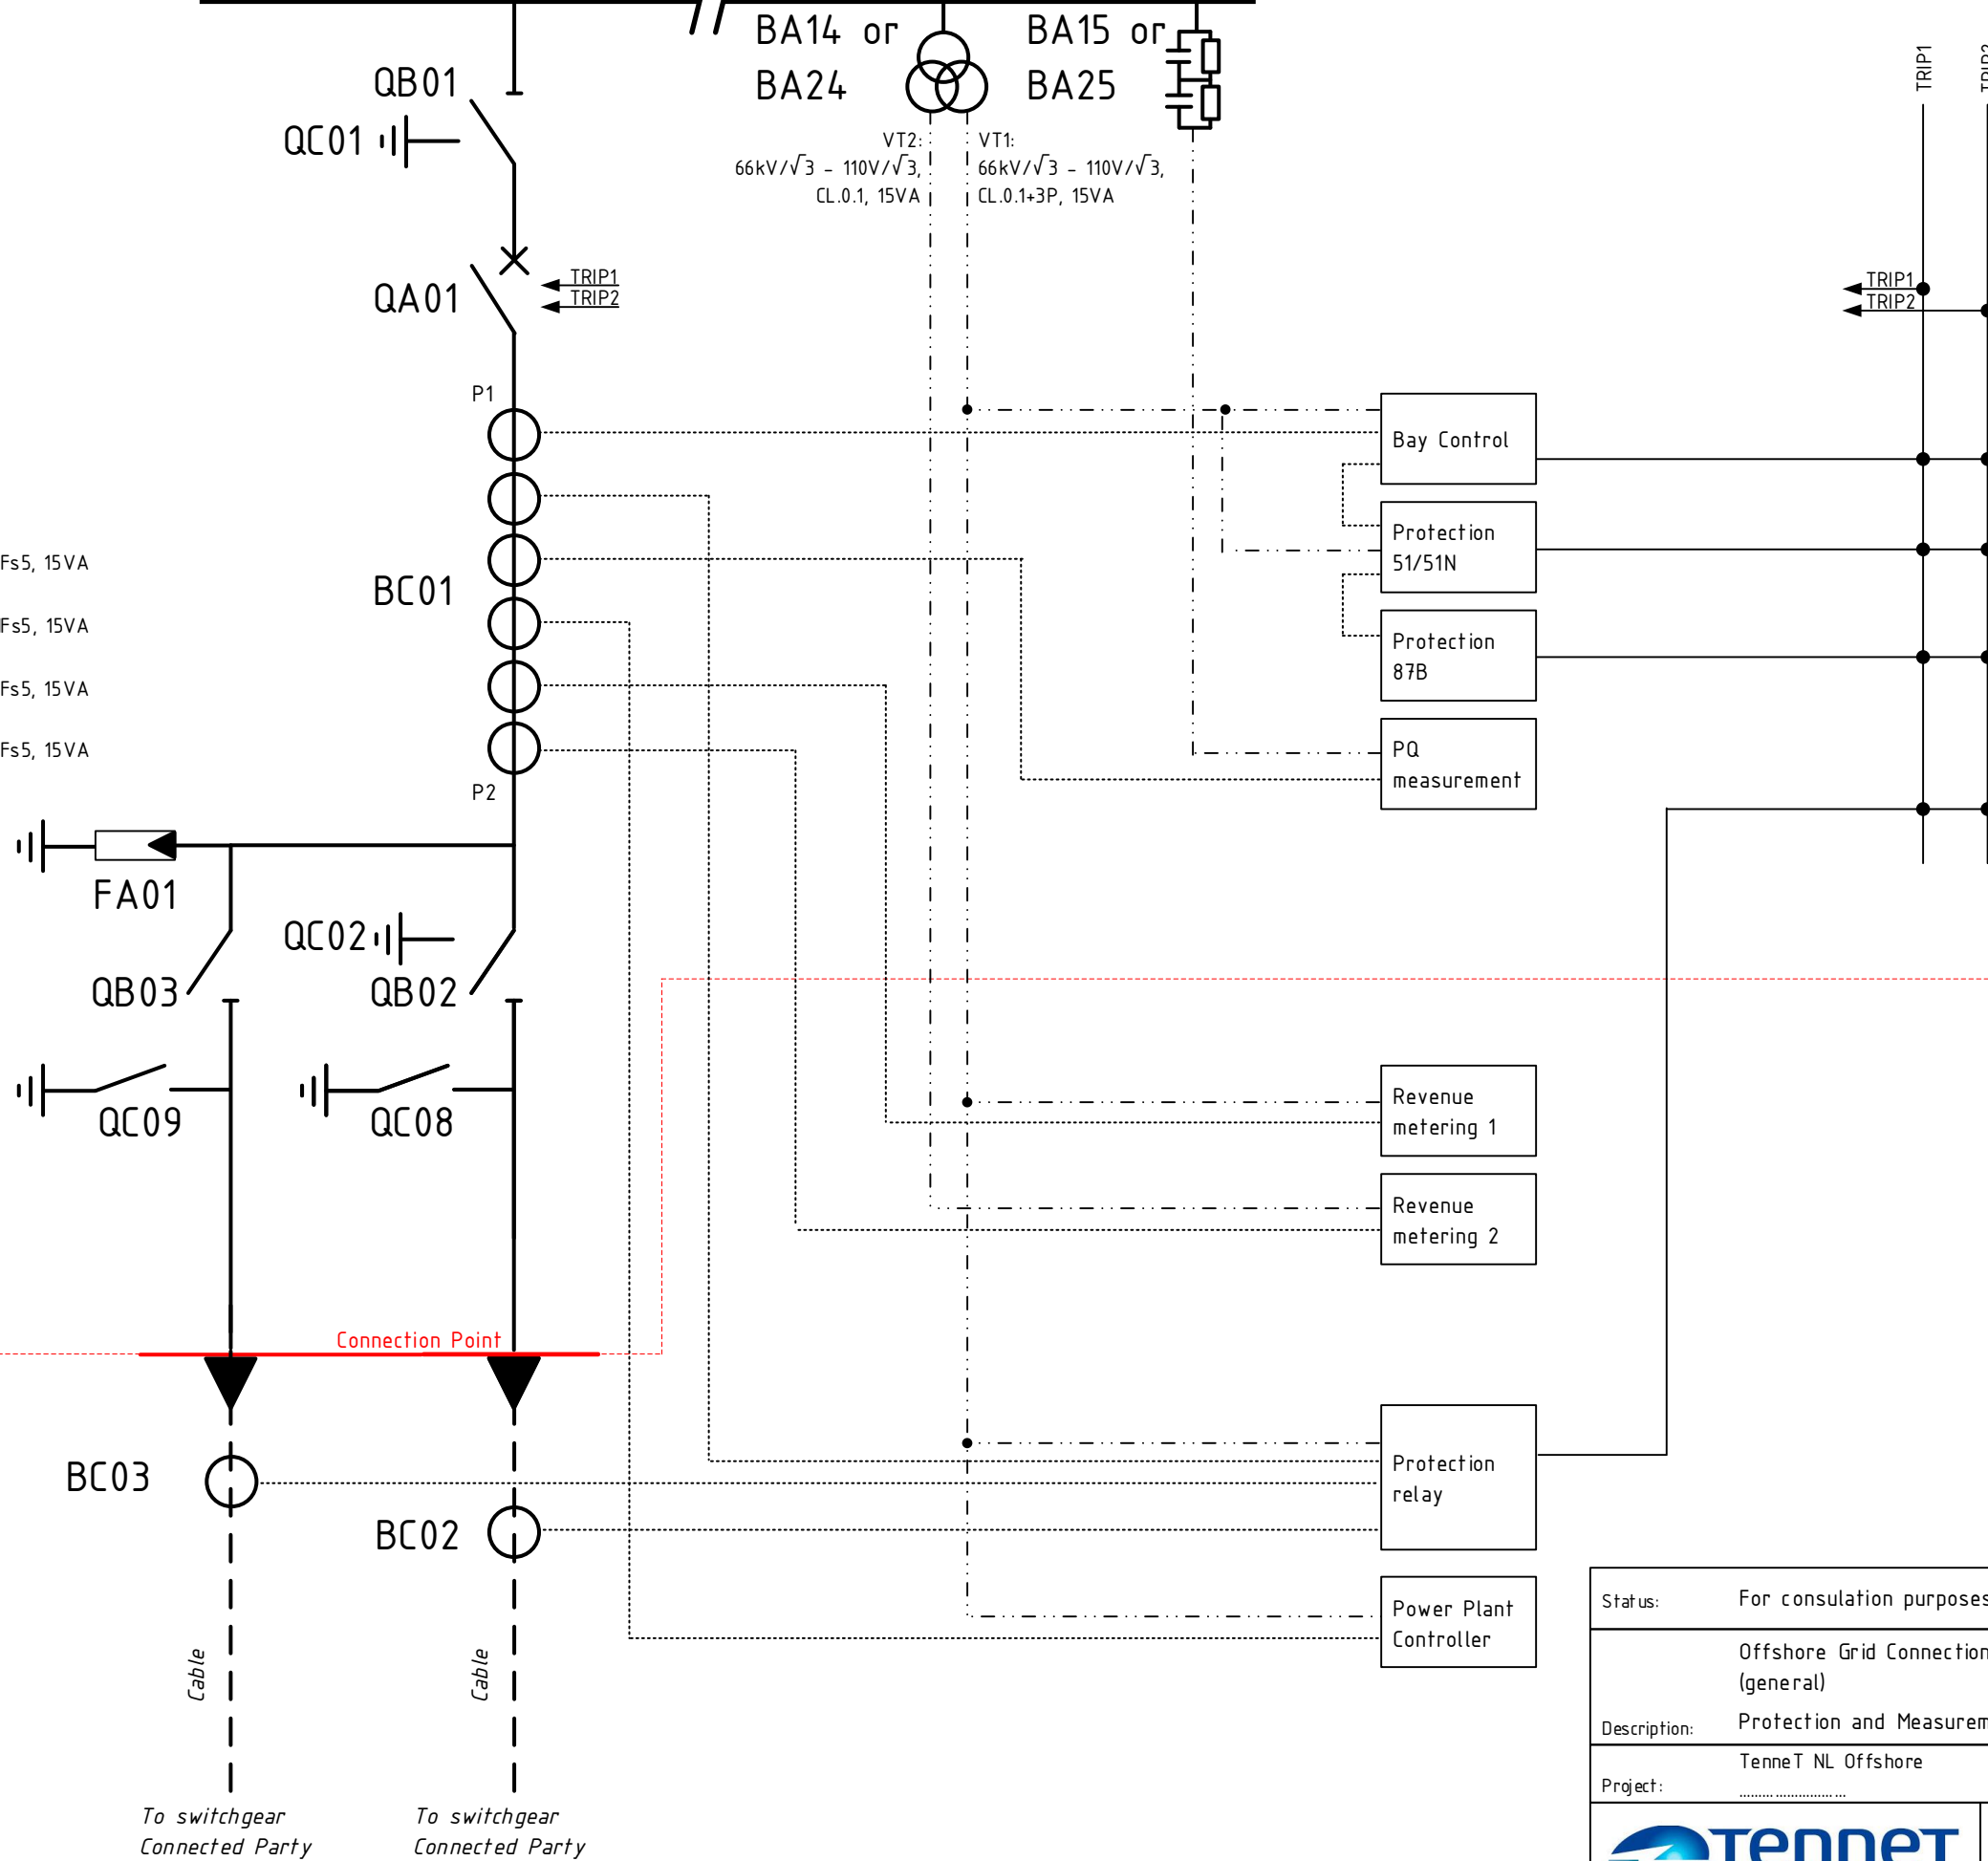 BA14 or
BA24
BA15 or
BA25
QB01
QC01
VT2:
66kV/√3 - 110V/√3,
CL.0.1, 15VA
VT1:
66kV/√3 - 110V/√3,
CL.0.1+3P, 15VA
TRIP1
QA01
TRIP1
TRIP2
TRIP1
TRIP2
P1
Bay Control
Protection
51/51N
Fs5, 15VA
BC01
Fs5, 15VA
Protection
87B
Fs5, 15VA
Fs5, 15VA
PQ
measurement
P2
FA01
QC02
QB03
QB02
QC09
QC08
Revenue
metering 1
Revenue
metering 2
Connection Point
BC03
BC02
Protection
relay
Power Plant
Controller
Cable
Cable
To switchgear
Connected Party
To switchgear
Connected Party
Status: For consulation purposes
Offshore Grid Connection
(general)
Description: Protection and Measurem
TenneT NL Offshore
Project: ........................
Tennet